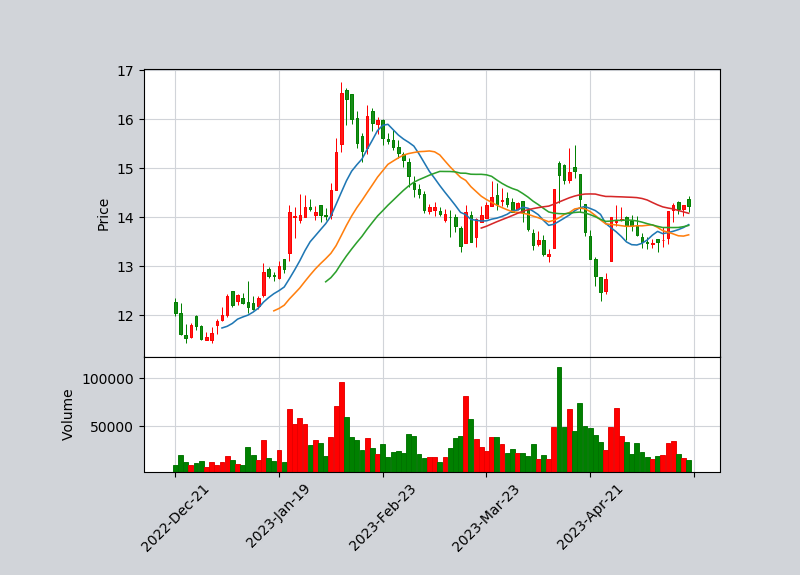 17
16
15
14
13
12
Price
100000
50000
Volume
2022-Dec-21
2023-Jan-19
2023-Feb-23
2023-Mar-23
2023-Apr-21